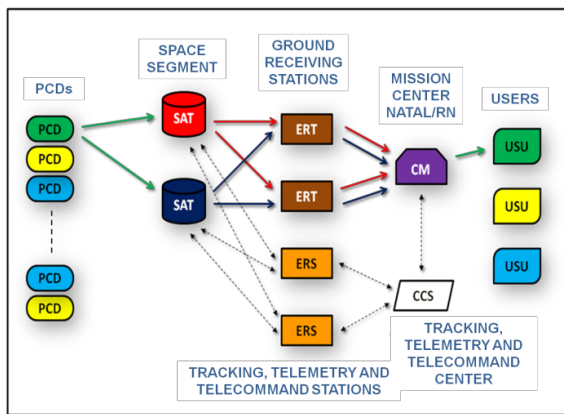 PCDs
SPACE
SEGMENT
GROUND
RECEIVING
STATIONS
MISSION
CENTER
NATAL/RN
USERS
PCD
PCD
PCD
PCD
PCD
SAT
SAT
ERT
ERT
ERS
ERS
CM
CCS
USU
USU
USU
TRACKING, TELEMETRY AND
TELECOMMAND STATIONS
TRACKING,
TELEMETRY AND
TELECOMMAND
CENTER